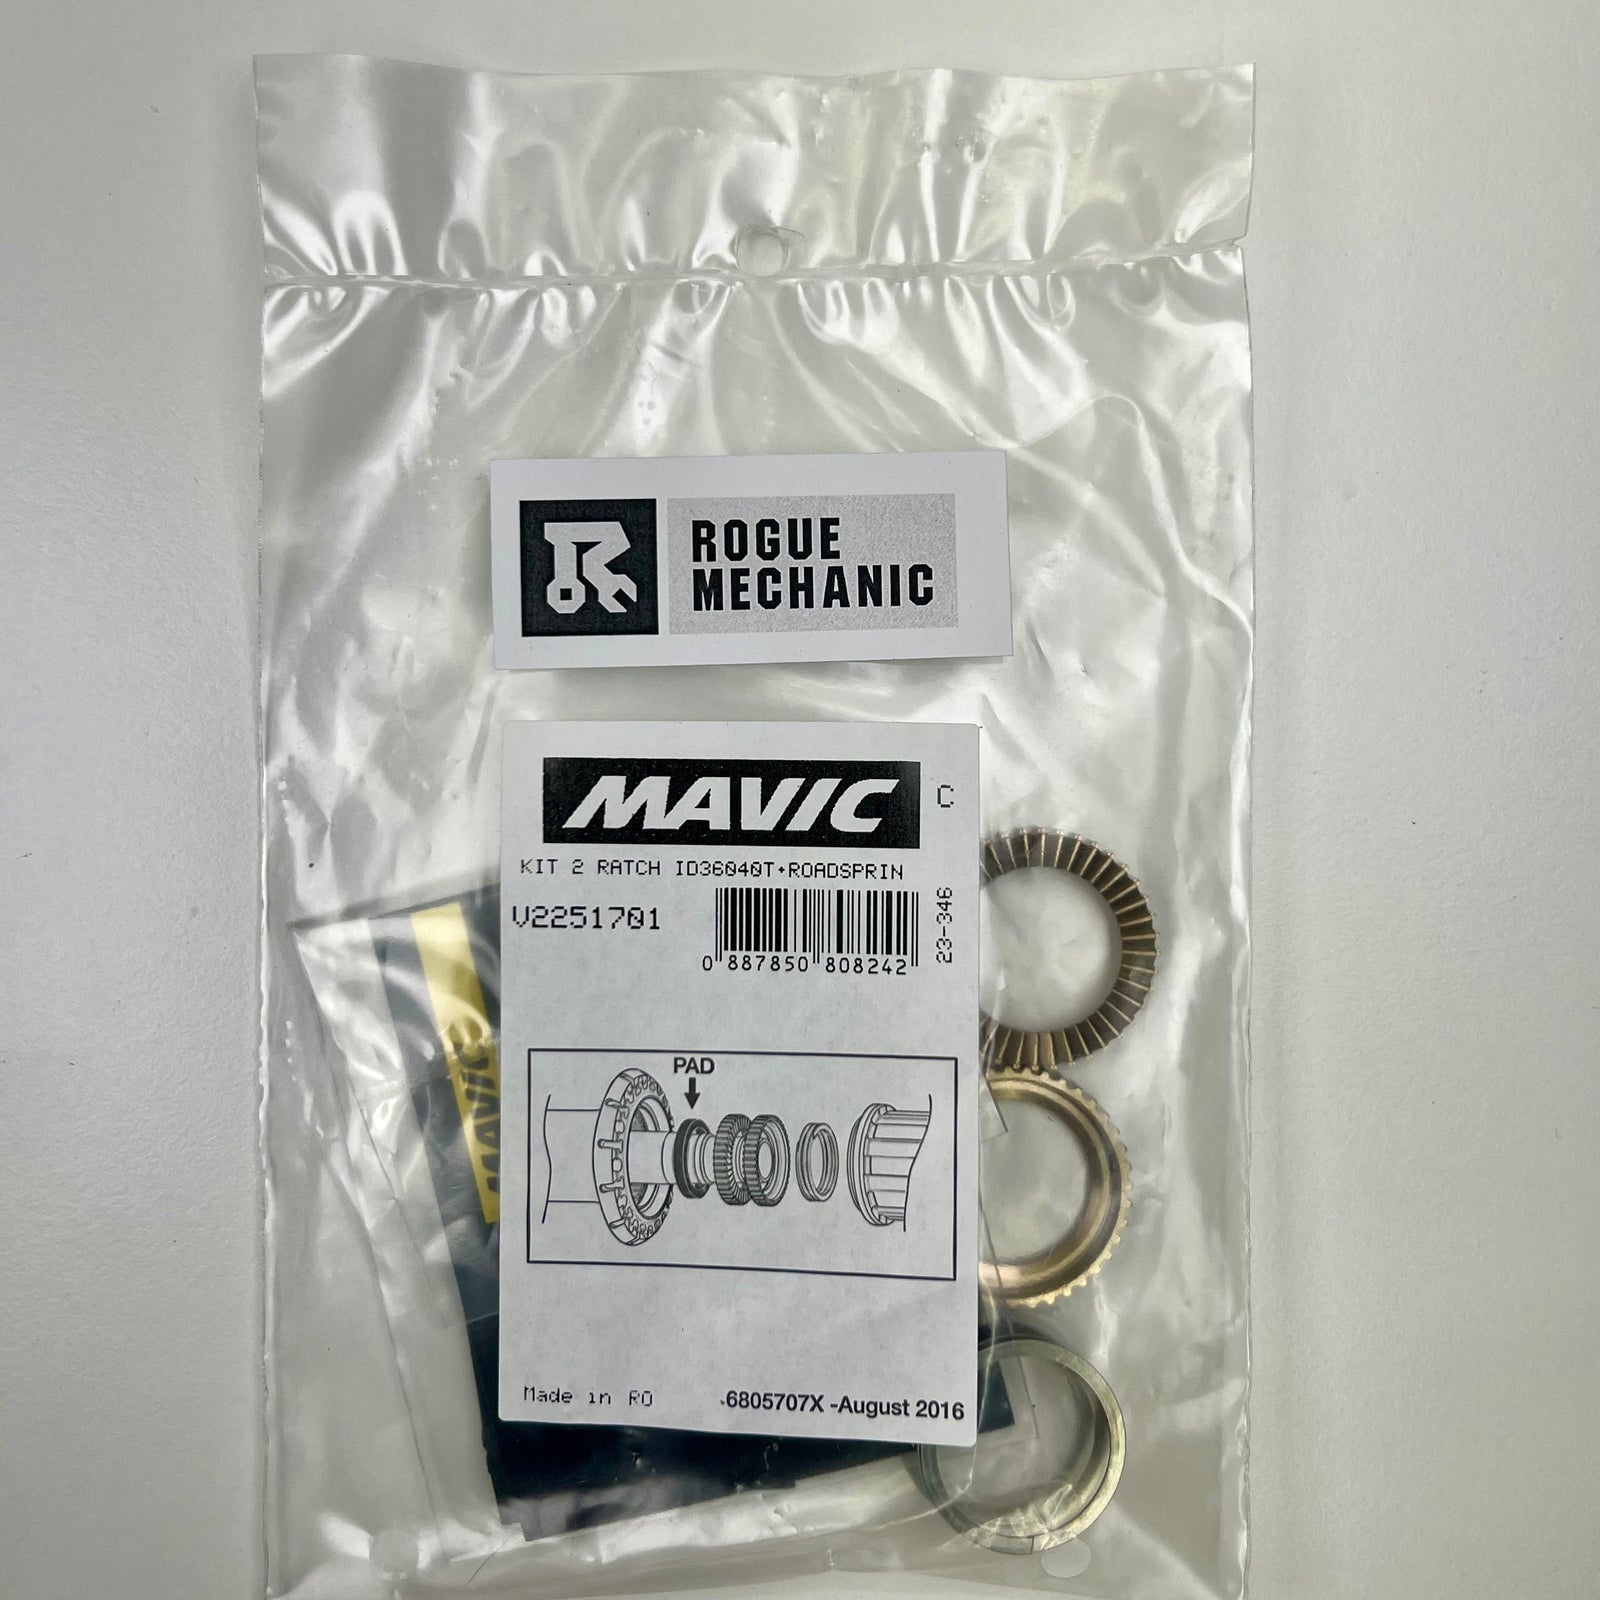 ROGUE
MECHANIC
MAVIC
C
KIT 2 RATCH ID36040T+ROADSPRIN
V2251701
23-346
0 887850 808242
MAVIC
PAD
Made in RO
6805707X -August 2016